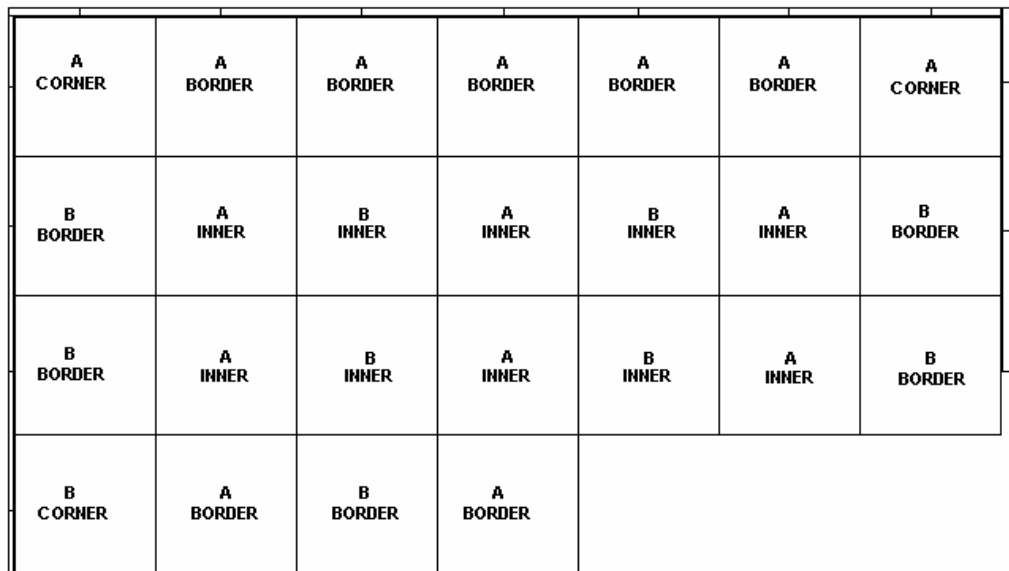 A A A A A A A
CORNER BORDER BORDER BORDER BORDER BORDER CORNER
B A B A B A B
BORDER INNER INNER INNER INNER INNER BORDER
B A B A B A B
BORDER INNER INNER INNER INNER INNER BORDER
B A B A
CORNER BORDER BORDER BORDER